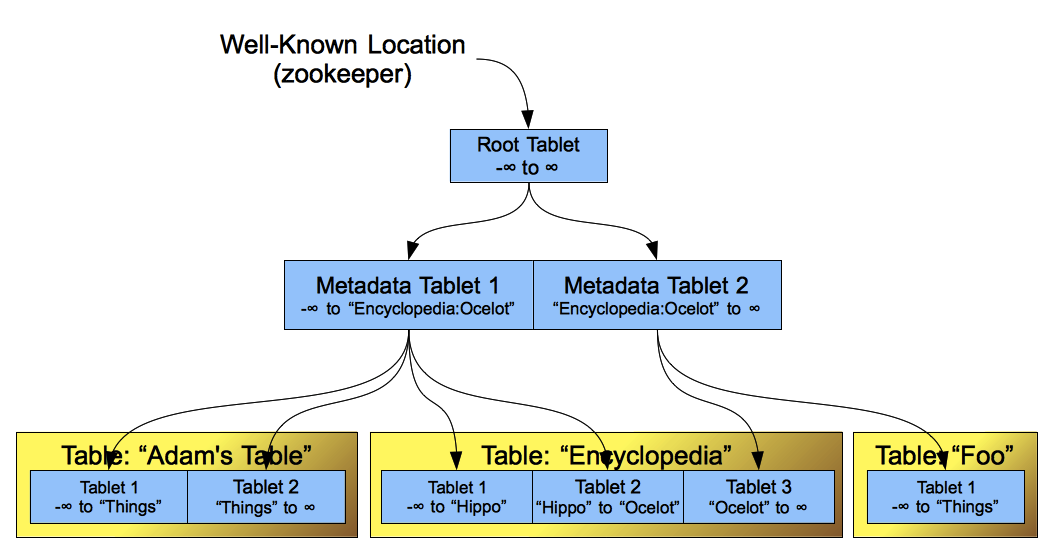 Well-Known Location
(zookeeper)
Root Tablet
-∞ to ∞
Metadata Tablet 1
-∞ to “Encyclopedia:Ocelot”
Metadata Tablet 2
“Encyclopedia:Ocelot” to ∞
Table: “Adam's Table”
Tablet 1
-∞ to “Things”
Tablet 2
“Things” to ∞
Table: “Encyclopedia”
Tablet 1
-∞ to “Hippo”
Tablet 2
“Hippo” to “Ocelot”
Tablet 3
“Ocelot” to ∞
Table: “Foo”
Tablet 1
-∞ to “Things”